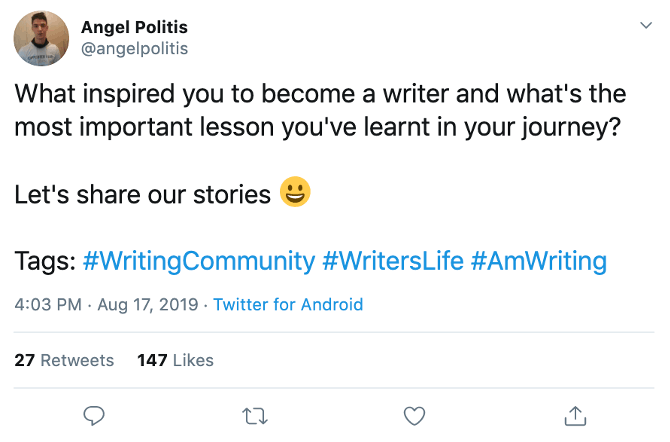 Angel Politis
@angelpolitis
What inspired you to become a writer and what's the
most important lesson you've learnt in your journey?
Let's share our stories 😀
Tags: #WritingCommunity #WritersLife #AmWriting
4:03 PM · Aug 17, 2019 · Twitter for Android
27 Retweets 147 Likes